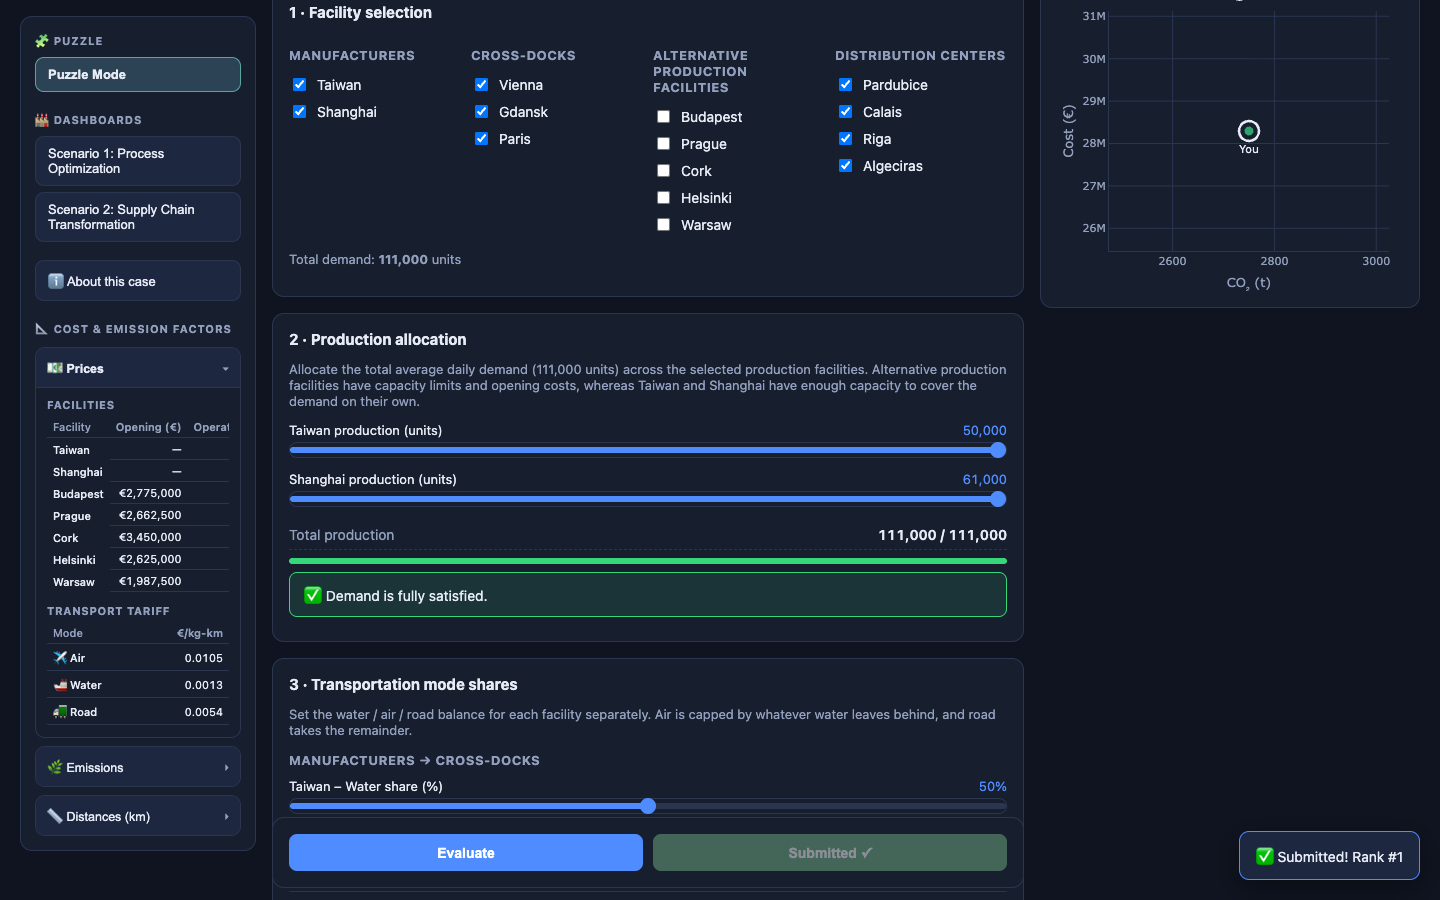 PUZZLE
Puzzle Mode
DASHBOARDS
Scenario 1: Process
Optimization
Scenario 2: Supply Chain
Transformation
About this case
COST & EMISSION FACTORS
Prices
FACILITIES
Facility Opening (€) Operat
Taiwan —
Shanghai —
Budapest €2,775,000
Prague €2,662,500
Cork €3,450,000
Helsinki €2,625,000
Warsaw €1,987,500
TRANSPORT TARIFF
Mode €/kg-km
Air 0.0105
Water 0.0013
Road 0.0054
Emissions
Distances (km)
1 · Facility selection
MANUFACTURERS
Taiwan
Shanghai
CROSS-DOCKS
Vienna
Gdansk
Paris
ALTERNATIVE
PRODUCTION
FACILITIES
Budapest
Prague
Cork
Helsinki
Warsaw
DISTRIBUTION CENTERS
Pardubice
Calais
Riga
Algeciras
Total demand: 111,000 units
2 · Production allocation
Allocate the total average daily demand (111,000 units) across the selected production facilities. Alternative production
facilities have capacity limits and opening costs, whereas Taiwan and Shanghai have enough capacity to cover the
demand on their own.
Taiwan production (units) 50,000
Shanghai production (units) 61,000
Total production 111,000 / 111,000
✅ Demand is fully satisfied.
3 · Transportation mode shares
Set the water / air / road balance for each facility separately. Air is capped by whatever water leaves behind, and road
takes the remainder.
MANUFACTURERS → CROSS-DOCKS
Taiwan – Water share (%) 50%
Evaluate
Submitted ✓
31M
30M
29M
28M
27M
26M
Cost (€)
You
2600 2800 3000
CO₂ (t)
✅ Submitted! Rank #1